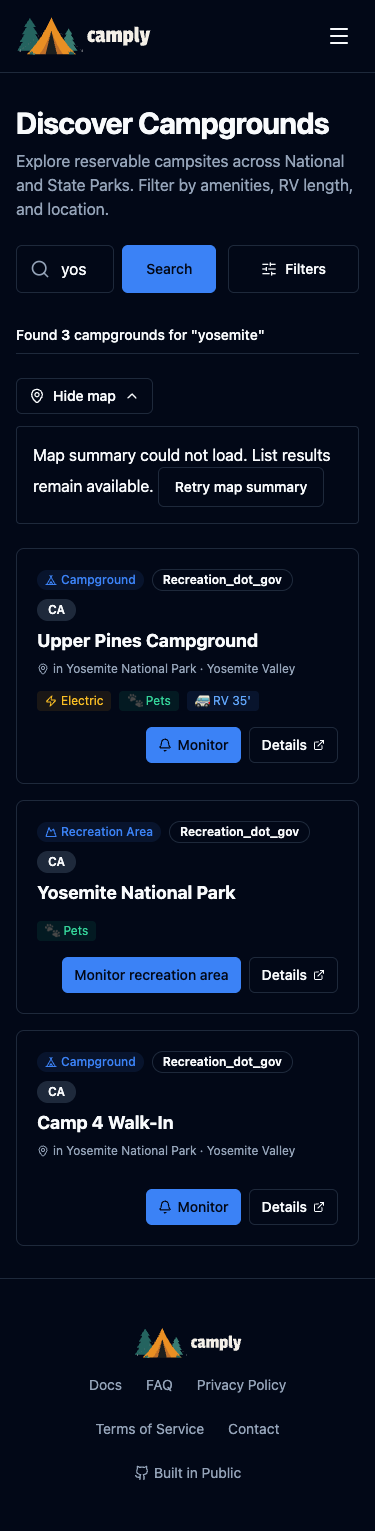 camply
Discover Campgrounds
Explore reservable campsites across National
and State Parks. Filter by amenities, RV length,
and location.
yos
Search
Filters
Found 3 campgrounds for "yosemite"
Hide map
Map summary could not load. List results
remain available. Retry map summary
Campground Recreation_dot_gov
CA
Upper Pines Campground
in Yosemite National Park · Yosemite Valley
Electric Pets RV 35'
Monitor Details
Recreation Area Recreation_dot_gov
CA
Yosemite National Park
Pets
Monitor recreation area Details
Campground Recreation_dot_gov
CA
Camp 4 Walk-In
in Yosemite National Park · Yosemite Valley
Monitor Details
camply
Docs FAQ Privacy Policy
Terms of Service Contact
Built in Public